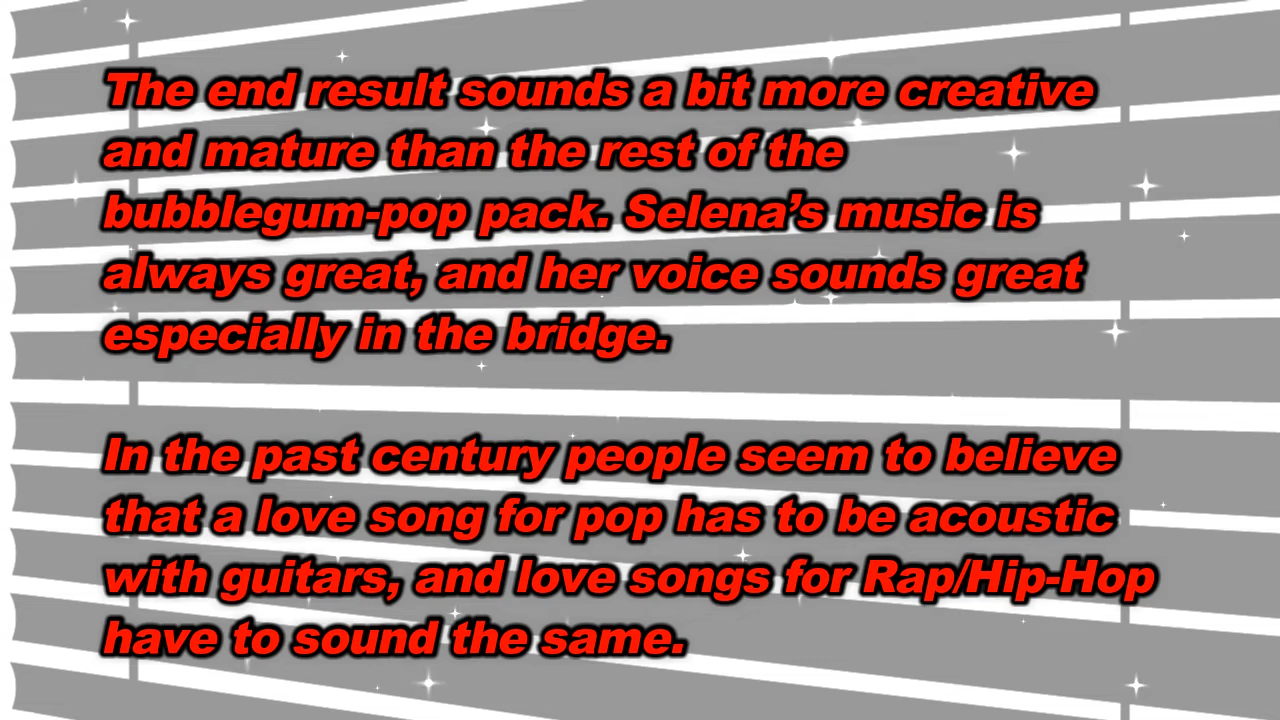 The end result sounds a bit more creative
and mature than the rest of the
bubblegum-pop pack. Selena’s music is
always great, and her voice sounds great
especially in the bridge.
In the past century people seem to believe
that a love song for pop has to be acoustic
with guitars, and love songs for Rap/Hip-Hop
have to sound the same.